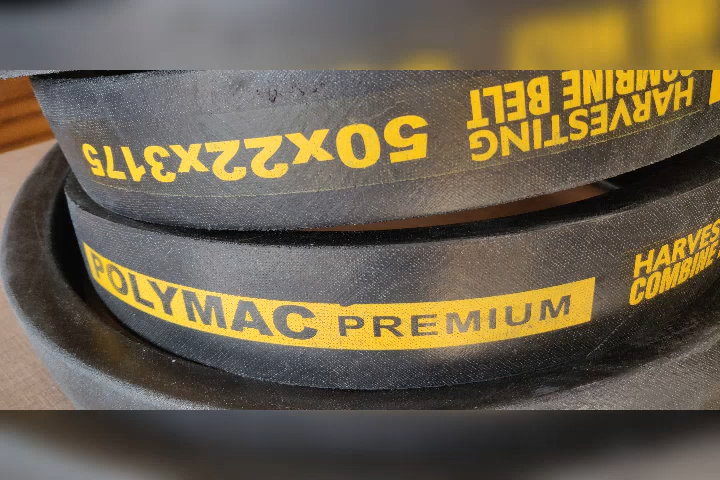 50x22x3175
HARVESTING
COMBINE BELT
POLYMAC PREMIUM
HARVES
COMBINE